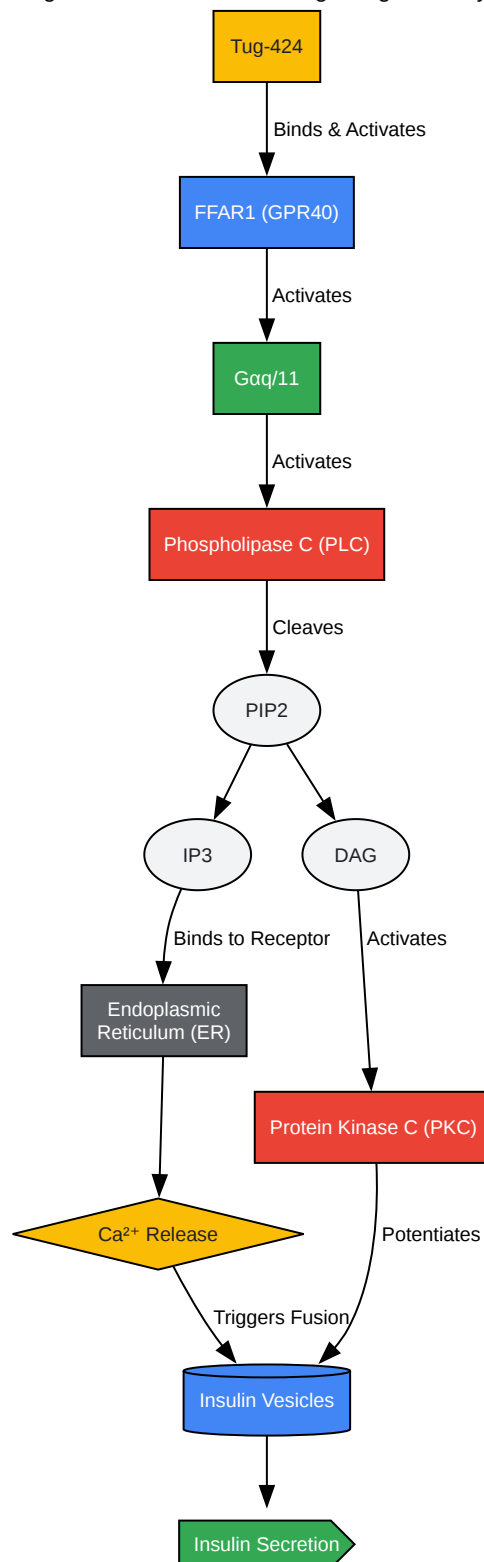 Tug-424
Binds & Activates
FFAR1 (GPR40)
Activates
Gαq/11
Activates
Phospholipase C (PLC)
Cleaves
PIP2
IP3
DAG
Binds to Receptor
Activates
Endoplasmic
Reticulum (ER)
Protein Kinase C (PKC)
Ca²⁺ Release
Potentiates
Triggers Fusion
Insulin Vesicles
Insulin Secretion